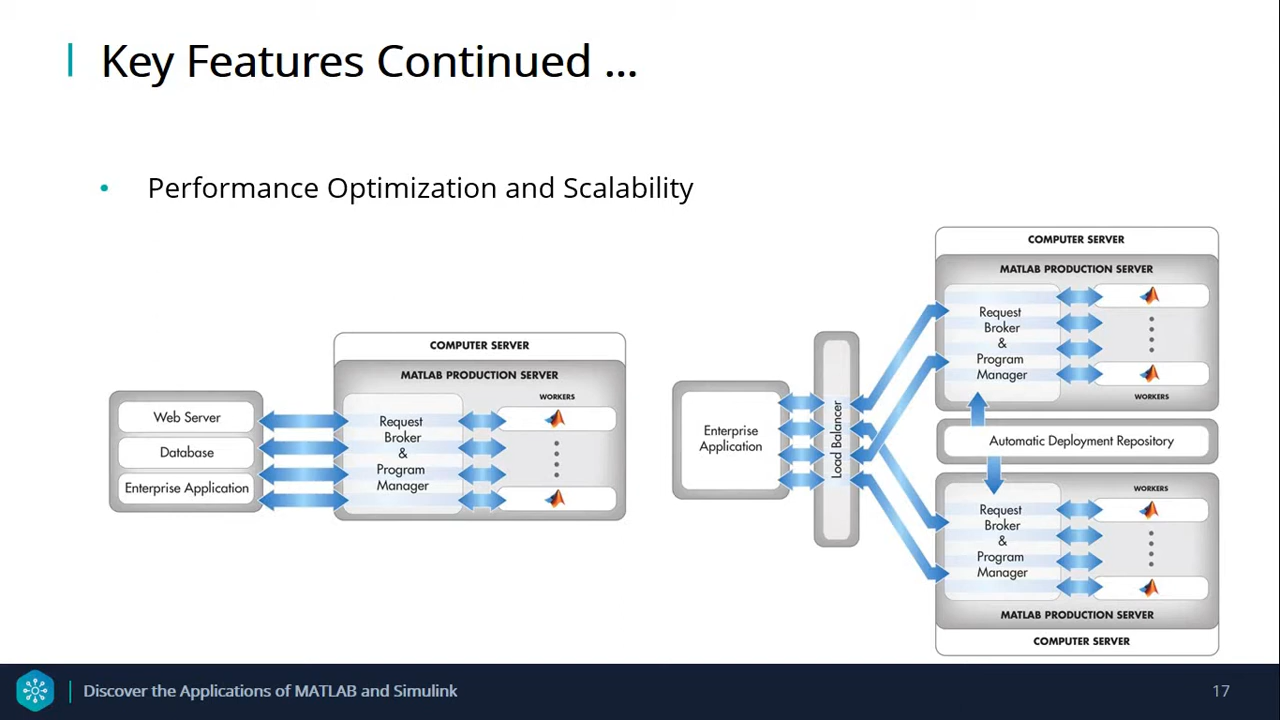 Key Features Continued ...
• Performance Optimization and Scalability
Web Server
Database
Enterprise Application
COMPUTER SERVER
MATLAB PRODUCTION SERVER
WORKERS
Request
Broker
&
Program
Manager
Enterprise
Application
Load Balancer
COMPUTER SERVER
MATLAB PRODUCTION SERVER
Request
Broker
&
Program
Manager
WORKERS
Automatic Deployment Repository
WORKERS
Request
Broker
&
Program
Manager
MATLAB PRODUCTION SERVER
COMPUTER SERVER
Discover the Applications of MATLAB and Simulink
17